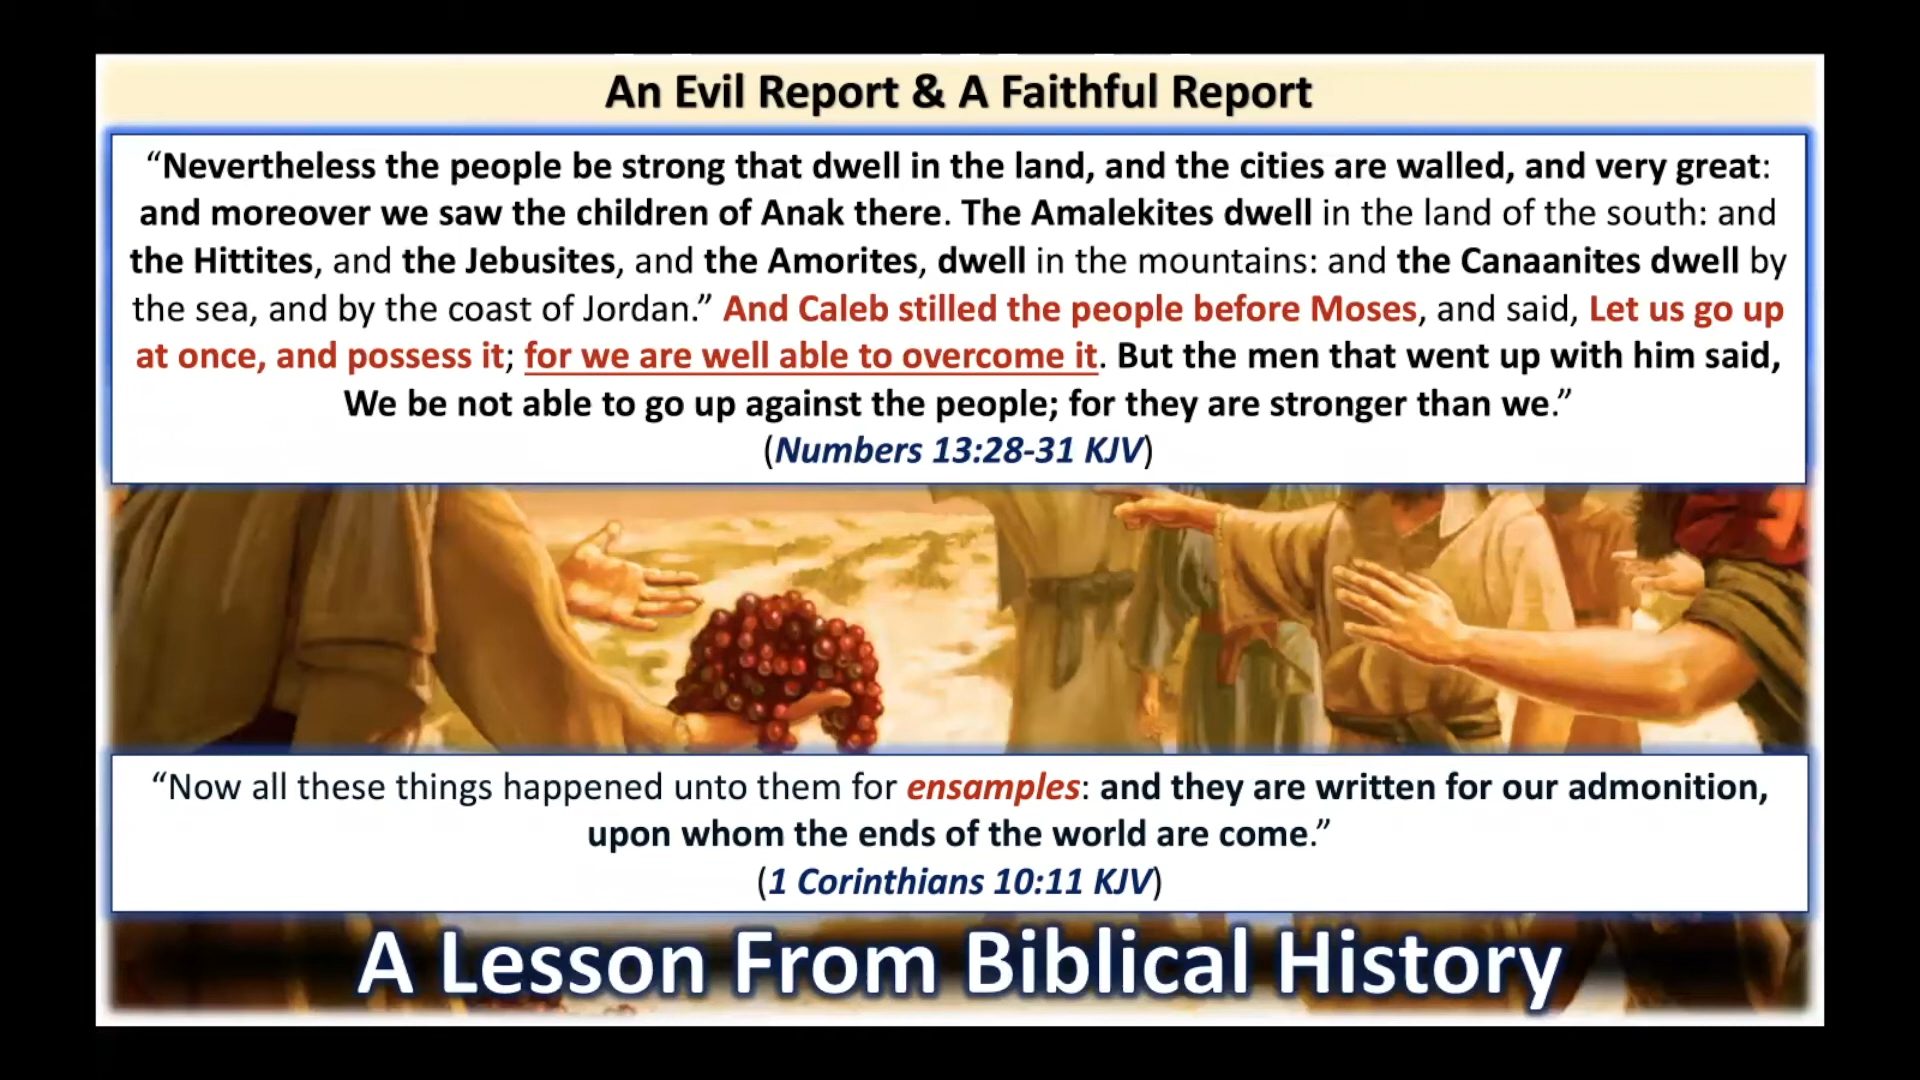 An Evil Report & A Faithful Report
“Nevertheless the people be strong that dwell in the land, and the cities are walled, and very great:
and moreover we saw the children of Anak there. The Amalekites dwell in the land of the south: and
the Hittites, and the Jebusites, and the Amorites, dwell in the mountains: and the Canaanites dwell by
the sea, and by the coast of Jordan.” And Caleb stilled the people before Moses, and said, Let us go up
at once, and possess it; for we are well able to overcome it. But the men that went up with him said,
We be not able to go up against the people; for they are stronger than we.”
(Numbers 13:28-31 KJV)
“Now all these things happened unto them for ensamples: and they are written for our admonition,
upon whom the ends of the world are come.”
(1 Corinthians 10:11 KJV)
A Lesson From Biblical History